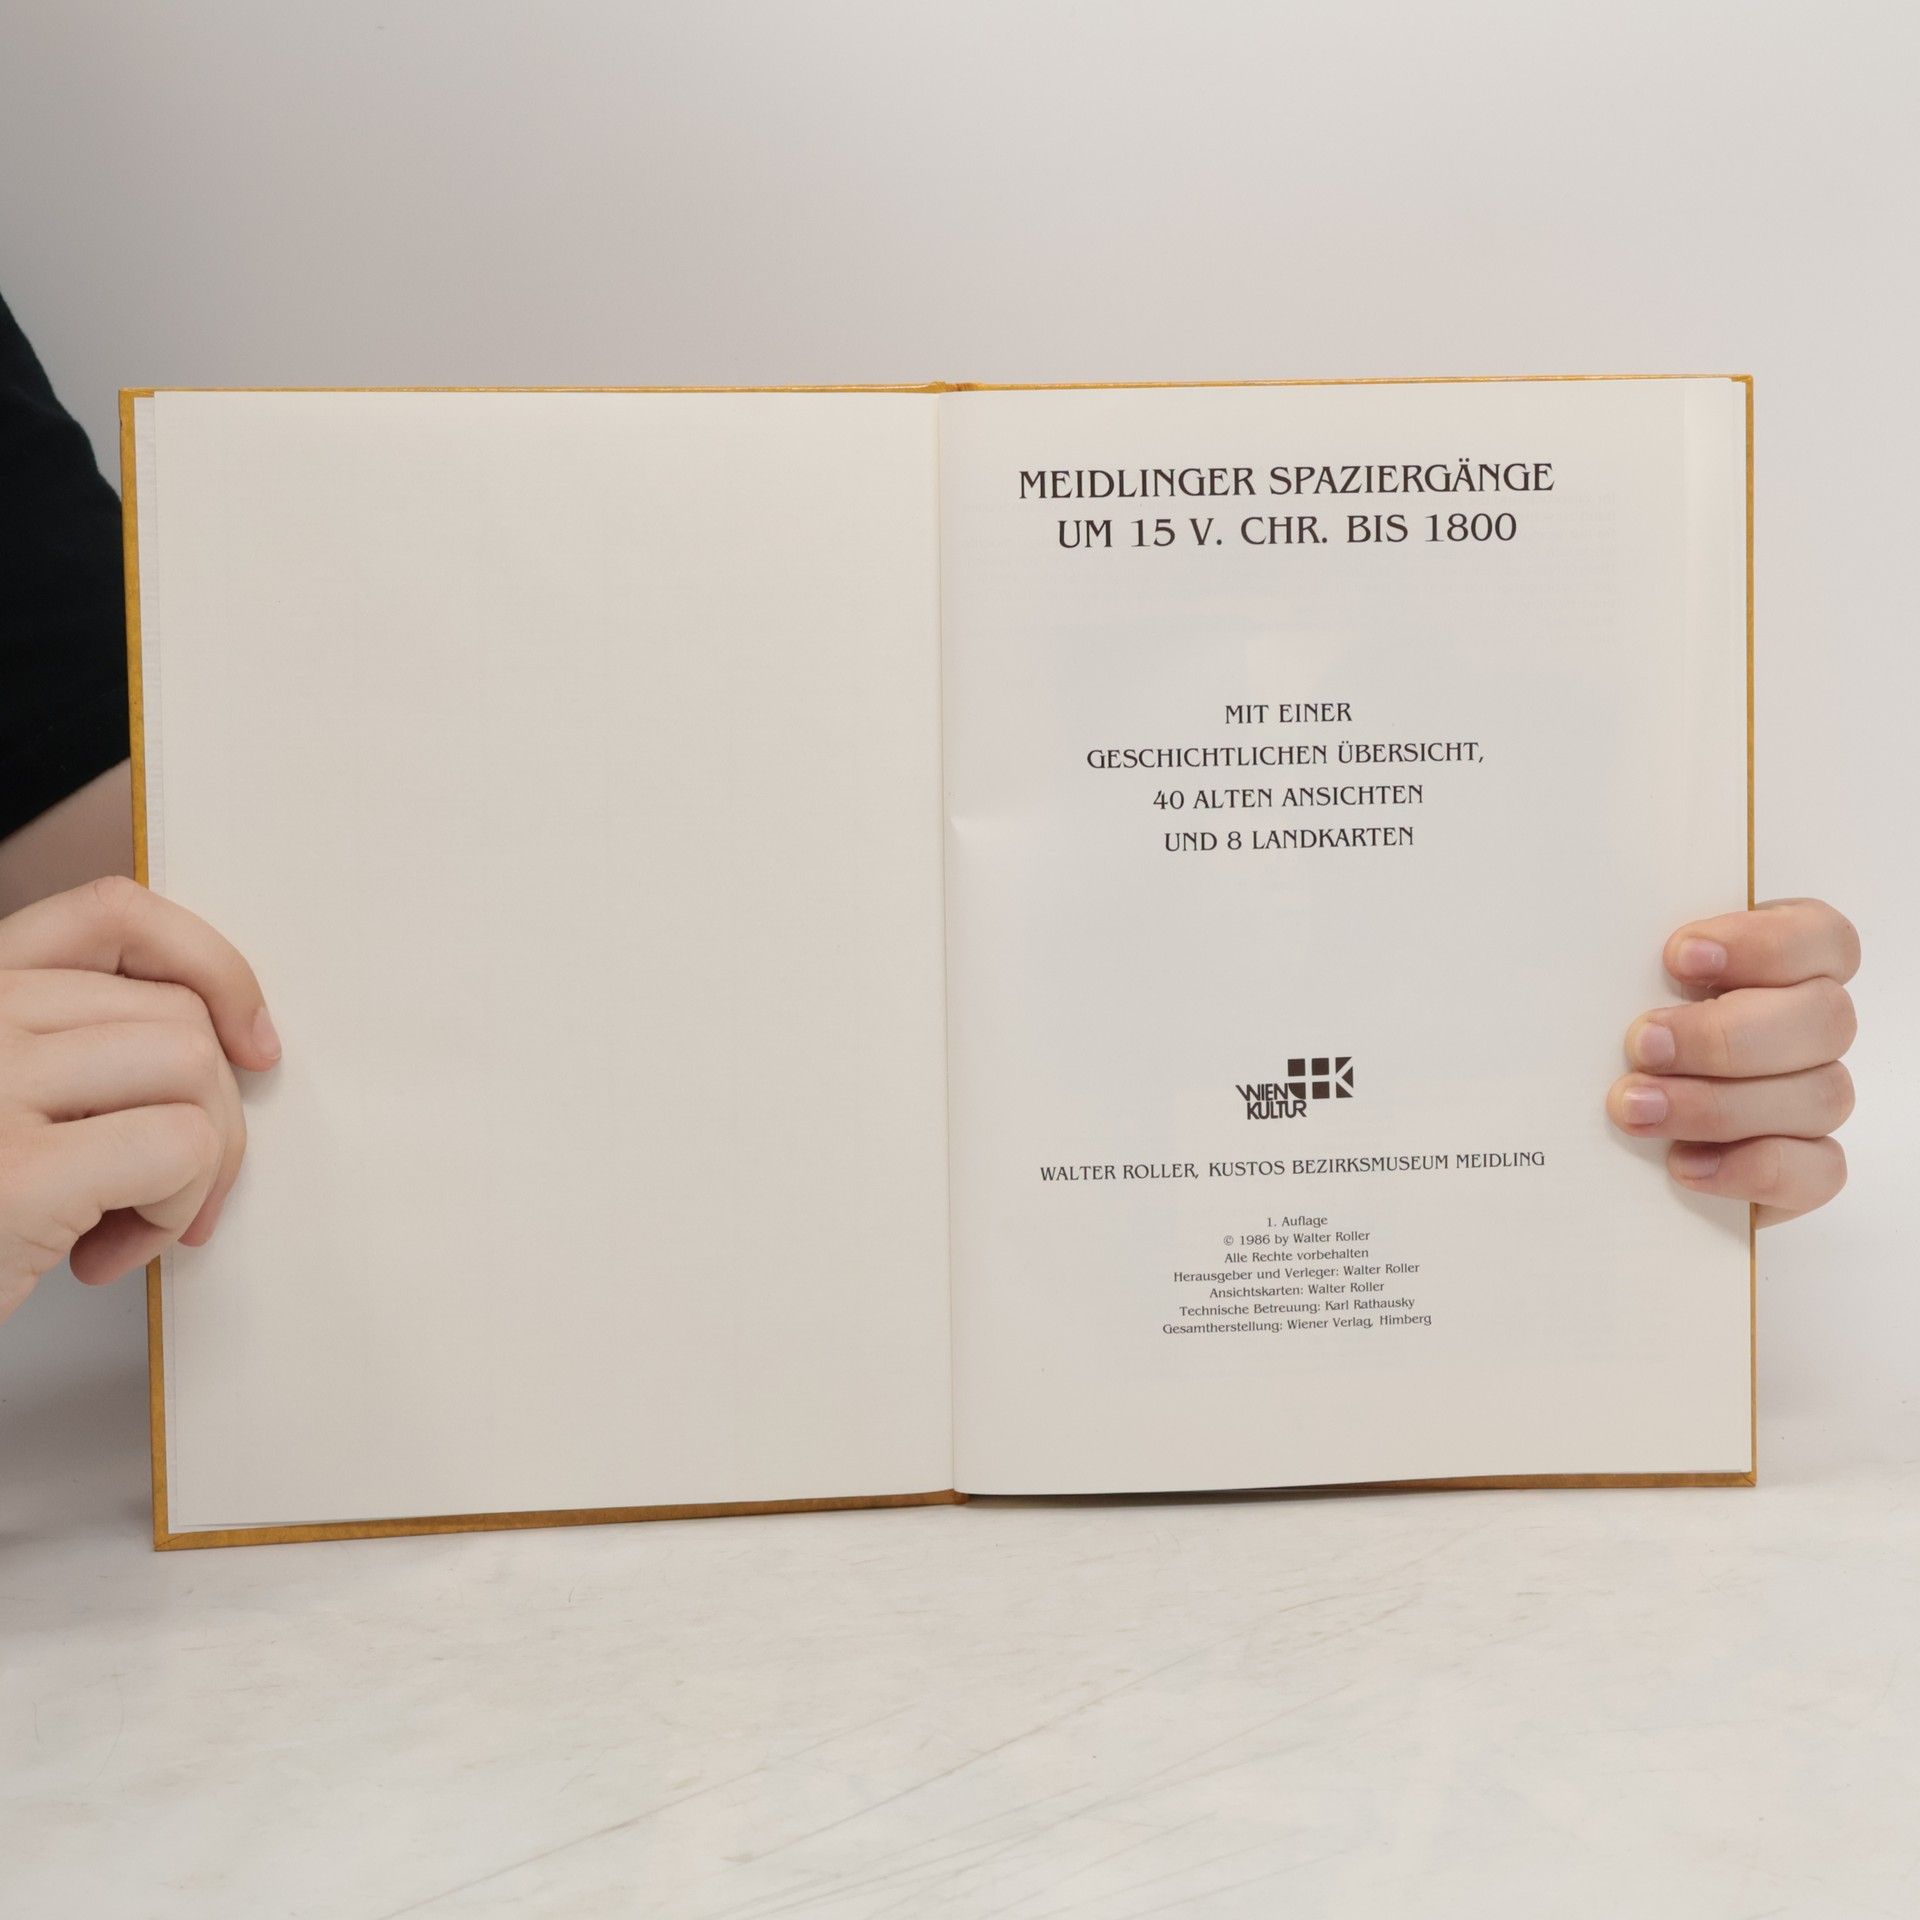 MEIDLINGER SPAZIERGÄNGE
UM 15 V. CHR. BIS 1800
MIT EINER
GESCHICHTLICHEN ÜBERSICHT,
40 ALTEN ANSICHTEN
UND 8 LANDKARTEN
WIEN
KULTUR
WALTER ROLLER, KUSTOS BEZIRKSMUSEUM MEIDLING
1. Auflage
© 1986 by Walter Roller
Alle Rechte vorbehalten
Herausgeber und Verleger: Walter Roller
Ansichtskarten: Walter Roller
Technische Betreuung: Karl Rathausky
Gesamtherstellung: Wiener Verlag, Himberg